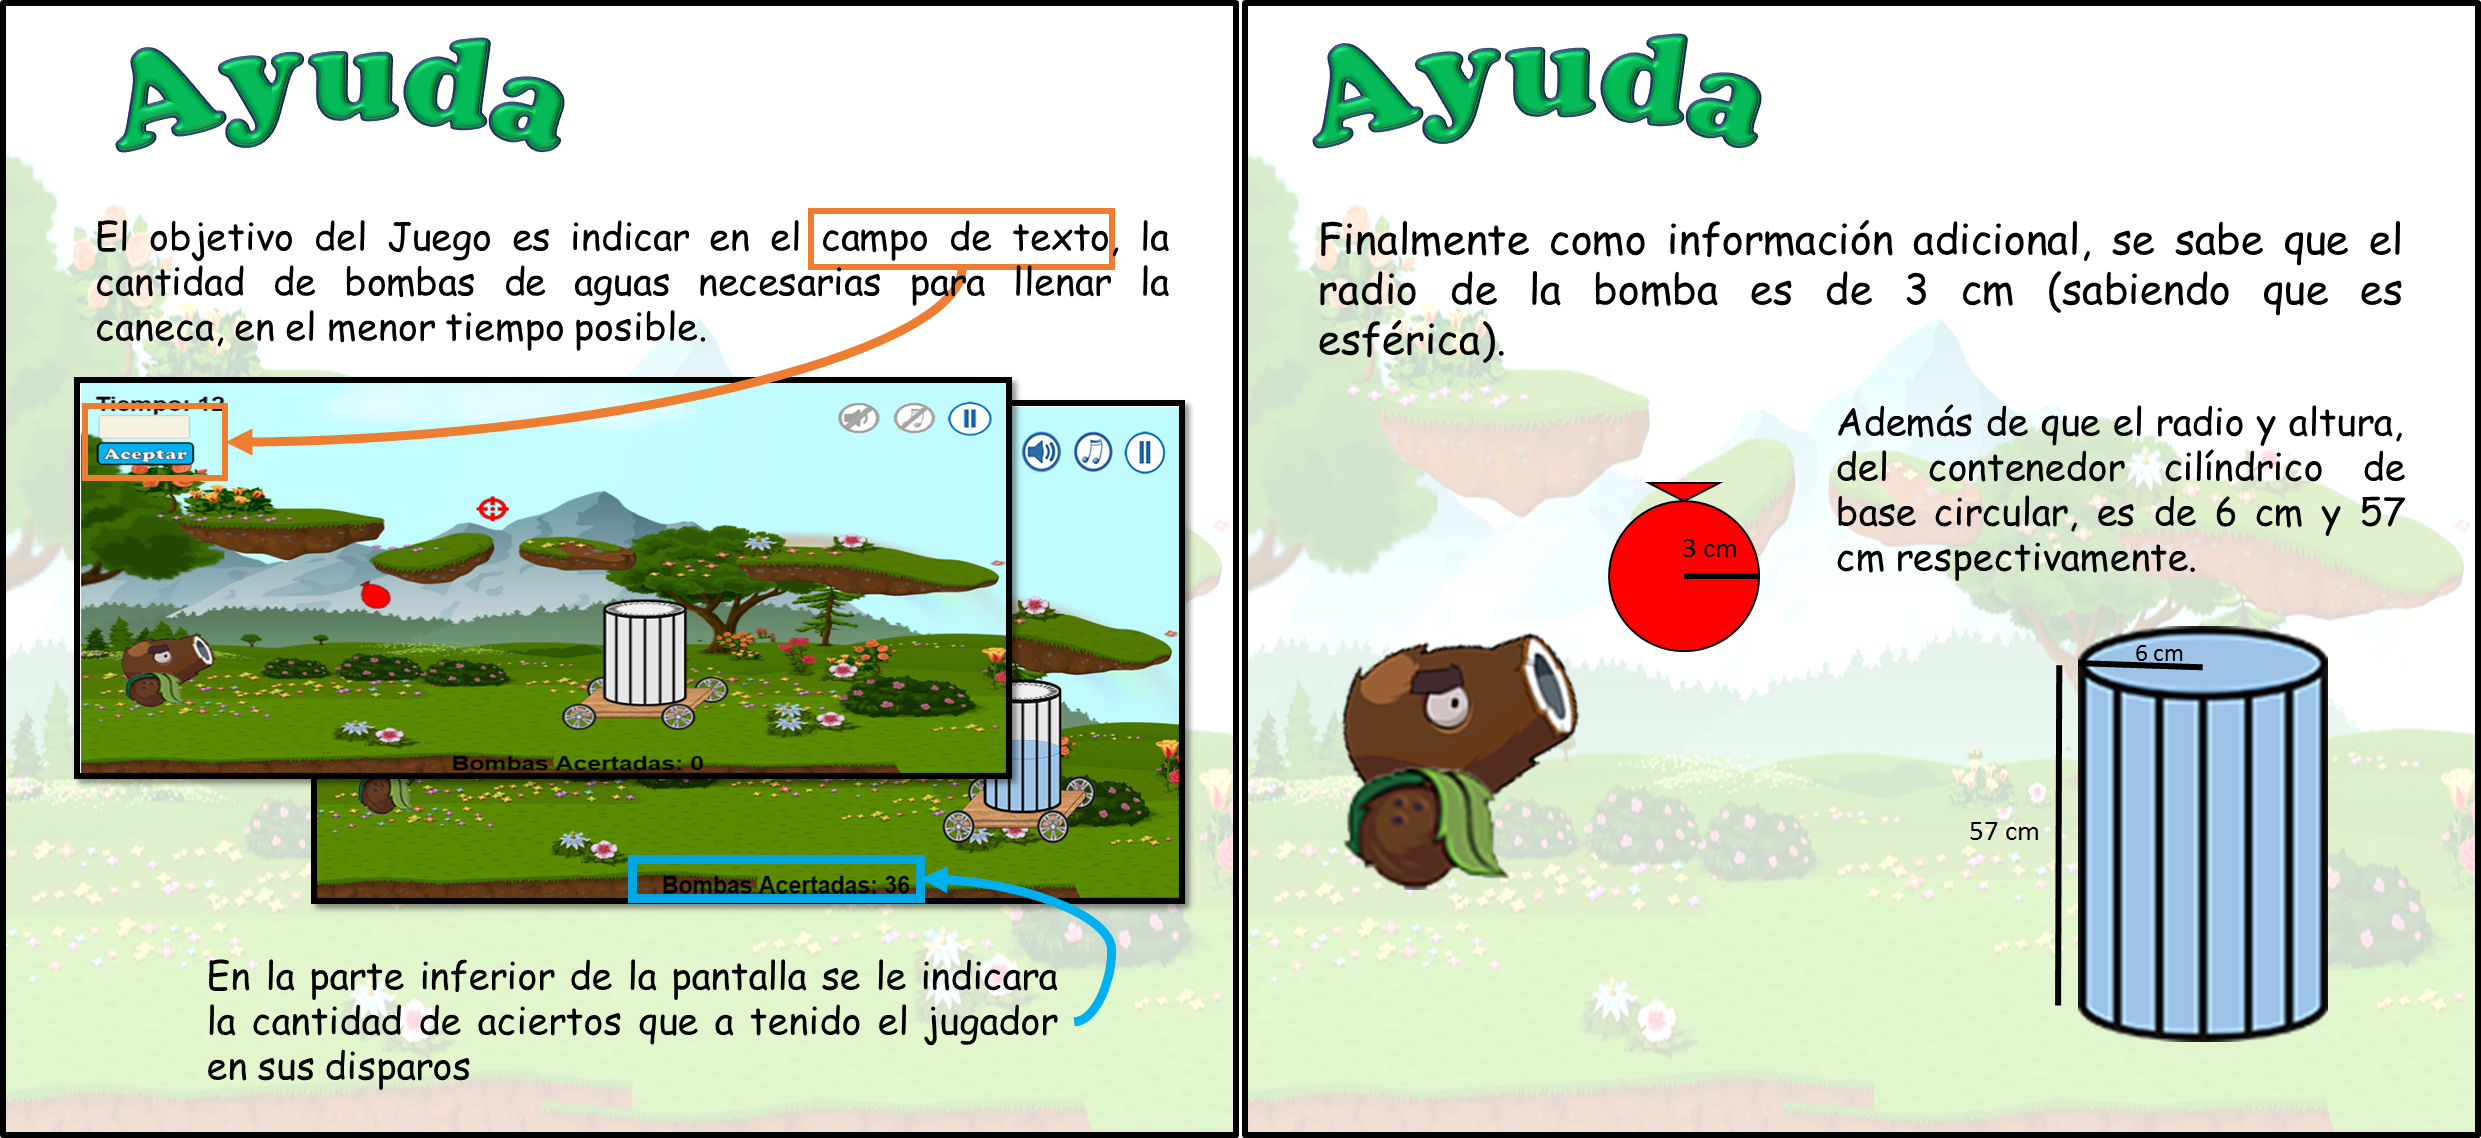 Ayuda
El objetivo del Juego es indicar en el campo de texto, la
cantidad de bombas de aguas necesarias para llenar la
caneca, en el menor tiempo posible.
Tiempo: 12
Aceptar
Bombas Acertadas: 0
Bombas Acertadas: 36
En la parte inferior de la pantalla se le indicara
la cantidad de aciertos que a tenido el jugador
en sus disparos
Ayuda
Finalmente como información adicional, se sabe que el
radio de la bomba es de 3 cm (sabiendo que es
esférica).
Además de que el radio y altura,
del contenedor cilíndrico de
base circular, es de 6 cm y 57
cm respectivamente.
3 cm
6 cm
57 cm